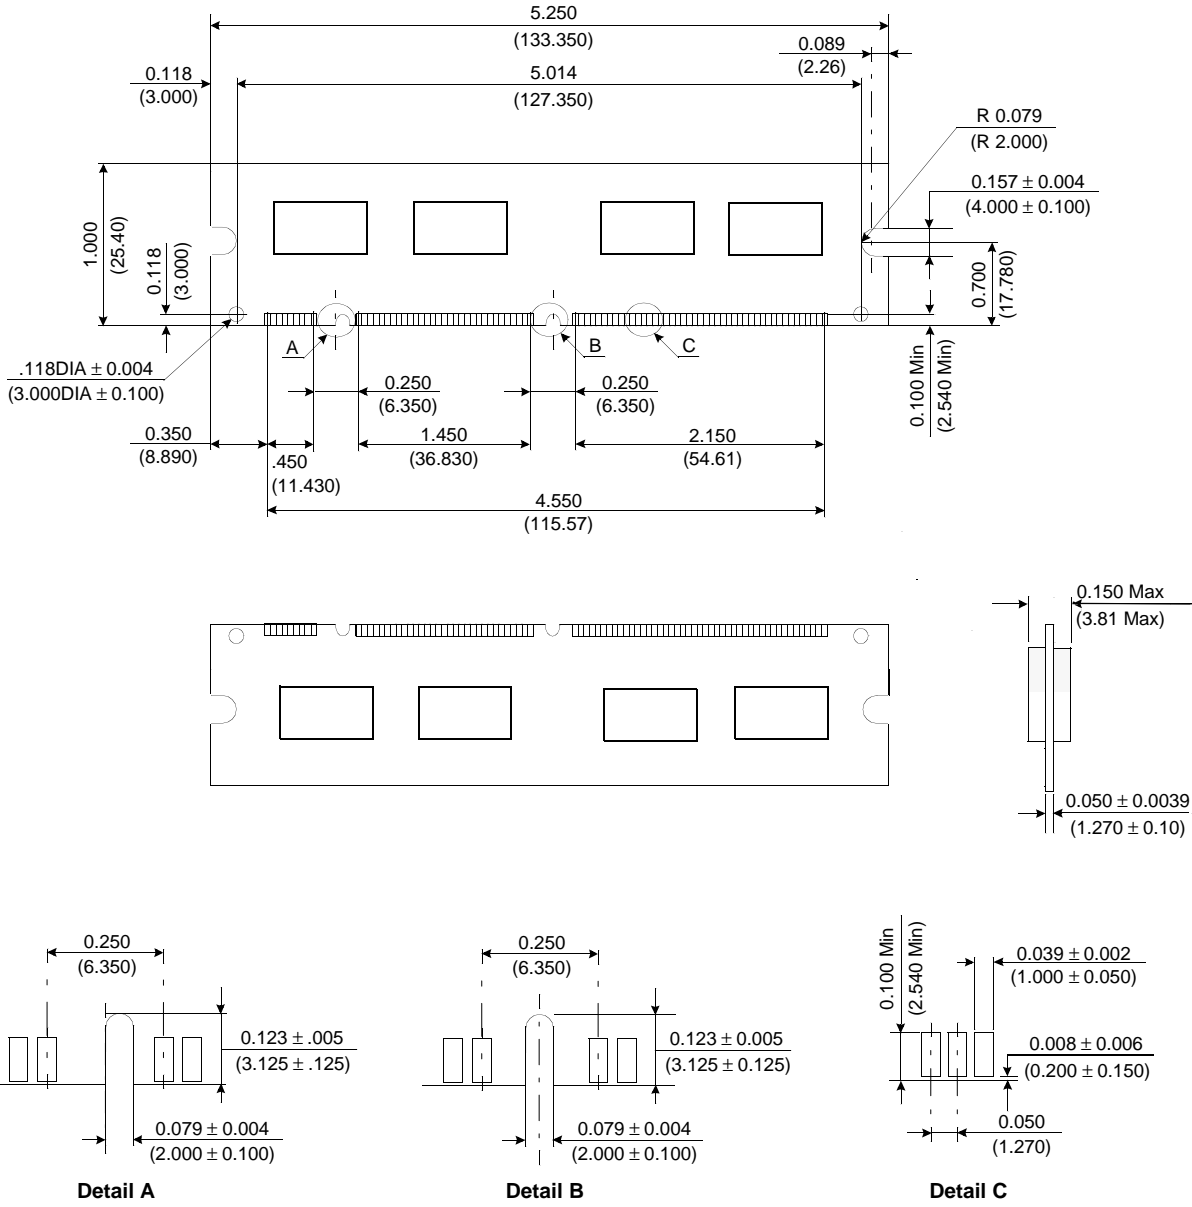 5.250
(133.350)
0.089
(2.26)
0.118
(3.000)
5.014
(127.350)
R 0.079
(R 2.000)
0.157 ± 0.004
(4.000 ± 0.100)
1.000
(25.40)
0.118
(3.000)
0.700
(17.780)
A
B
C
.118DIA ± 0.004
(3.000DIA ± 0.100)
0.250
(6.350)
0.250
(6.350)
0.100 Min
(2.540 Min)
0.350
(8.890)
.450
(11.430)
1.450
(36.830)
2.150
(54.61)
4.550
(115.57)
0.150 Max
(3.81 Max)
0.050 ± 0.0039
(1.270 ± 0.10)
0.250
(6.350)
0.123 ± .005
(3.125 ± .125)
0.079 ± 0.004
(2.000 ± 0.100)
Detail A
0.250
(6.350)
0.123 ± 0.005
(3.125 ± 0.125)
0.079 ± 0.004
(2.000 ± 0.100)
Detail B
0.100 Min
(2.540 Min)
0.039 ± 0.002
(1.000 ± 0.050)
0.008 ± 0.006
(0.200 ± 0.150)
0.050
(1.270)
Detail C